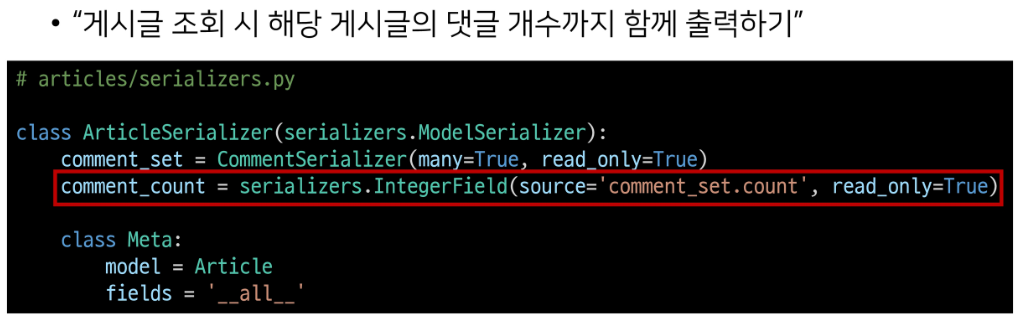 • “게시글 조회 시 해당 게시글의 댓글 개수까지 함께 출력하기”
# articles/serializers.py
class ArticleSerializer(serializers.ModelSerializer):
    comment_set = CommentSerializer(many=True, read_only=True)
    comment_count = serializers.IntegerField(source='comment_set.count', read_only=True)
    class Meta:
        model = Article
        fields = '__all__'